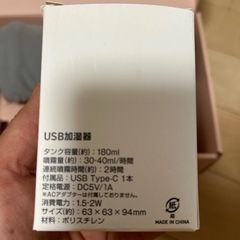 USB加湿器
タンク容量(約)：180ml
噴霧量(約)：30-40ml/時間
連続噴霧時間(約)：2時間
付属品：USB Type-C 1本
定格電源：DC5V/1A
※ACアダプターは付属しておりません
消費電力：1.5-2W
サイズ(約)：63×63×94mm
材料：ポリスチレン
紙
箱
MADE IN CHINA